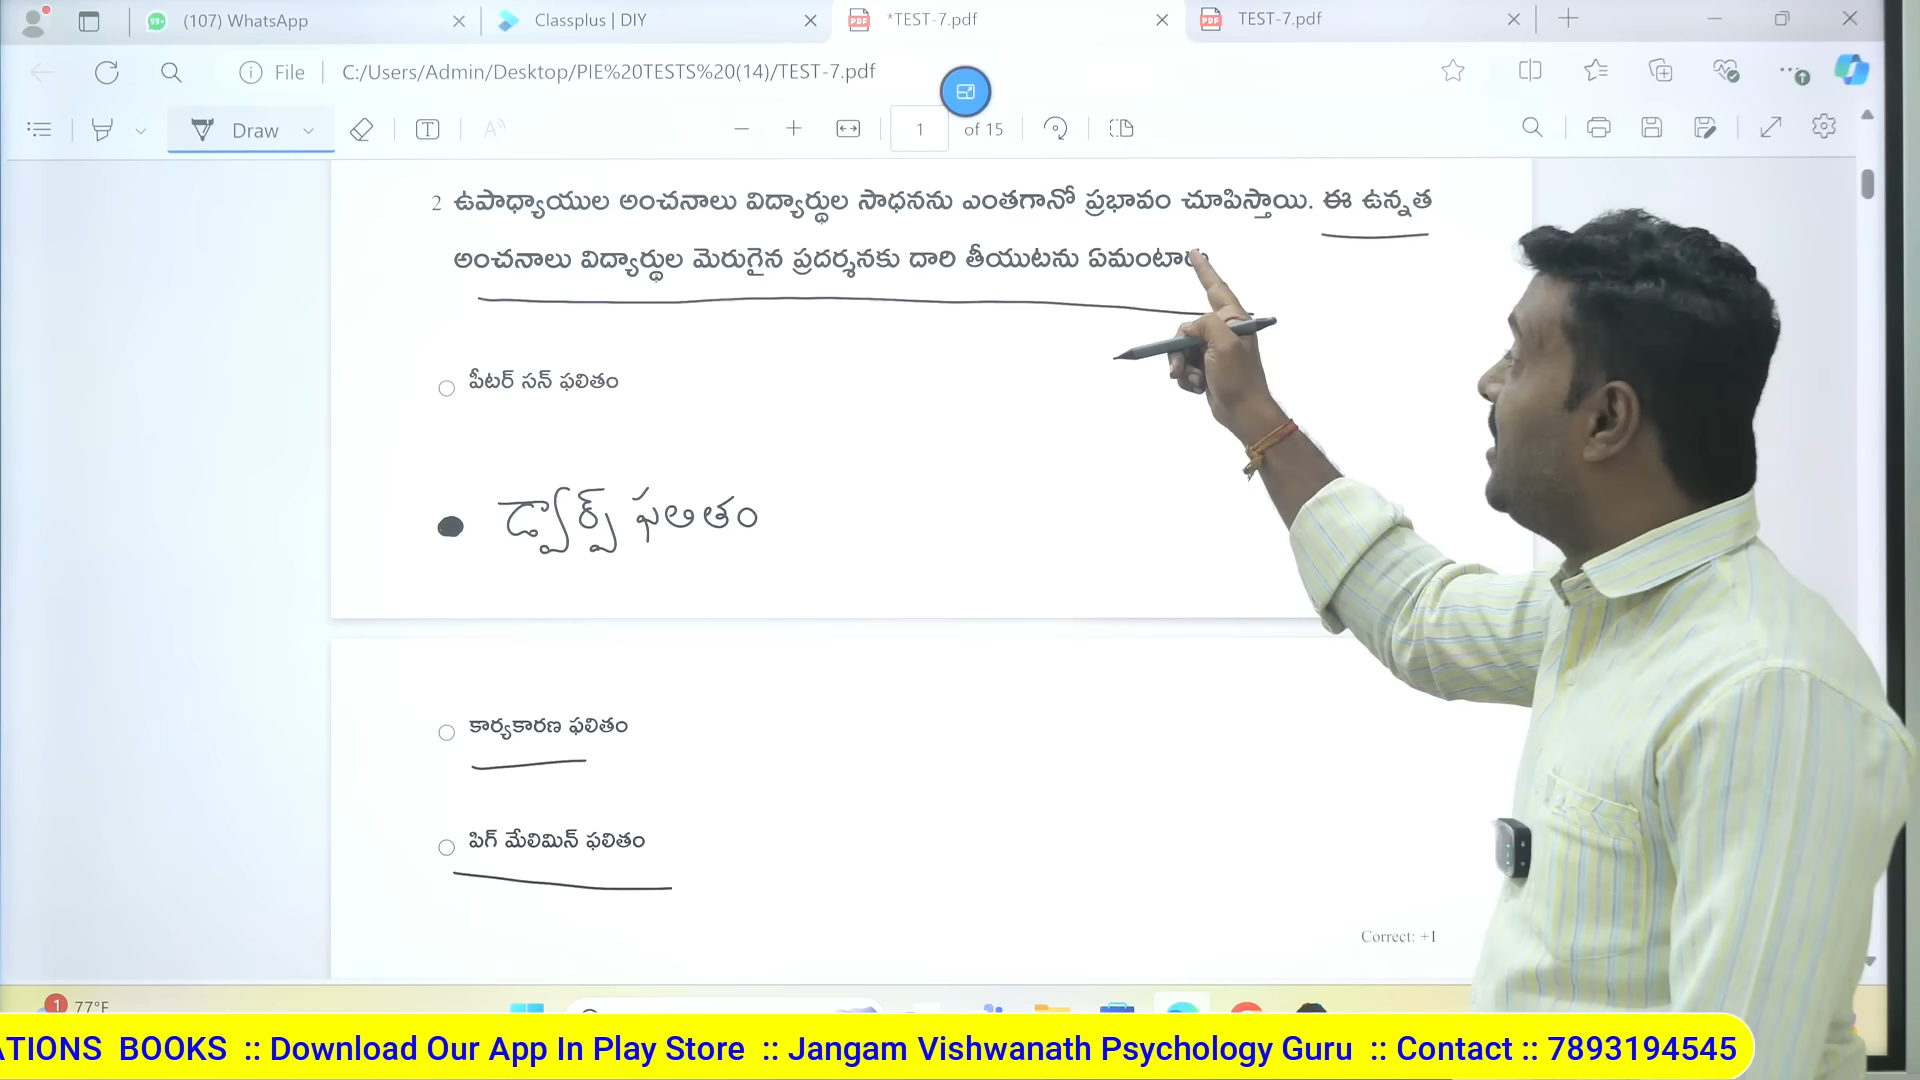 (107) WhatsApp
Classplus | DIY
*TEST-7.pdf
TEST-7.pdf
File
C:/Users/Admin/Desktop/PIE%20TESTS%20(14)/TEST-7.pdf
Draw
1 of 15
2 ఉపాధ్యాయుల అంచనాలు విద్యార్థుల సాధనను ఎంతగానో ప్రభావం చూపిస్తాయి. ఈ ఉన్నత
అంచనాలు విద్యార్థుల మెరుగైన ప్రదర్శనకు దారి తీయుటను ఏమంటారు
పీటర్ సన్ ఫలితం
డ్వార్ఫ్ ఫలితం
కార్యకారణ ఫలితం
పిగ్ మేలిమిన్ ఫలితం
Correct: +1
1 77°F
ATIONS BOOKS :: Download Our App In Play Store :: Jangam Vishwanath Psychology Guru :: Contact :: 7893194545